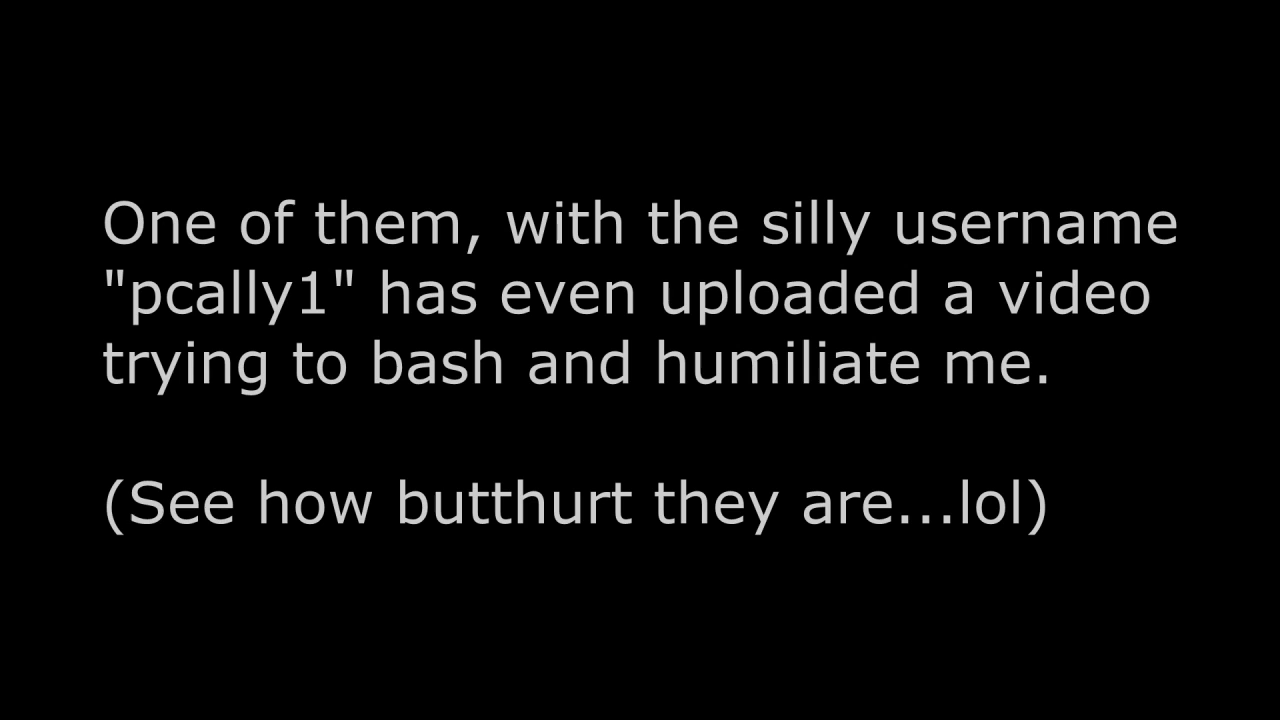 One of them, with the silly username
"pcally1" has even uploaded a video
trying to bash and humiliate me.
(See how butthurt they are...lol)